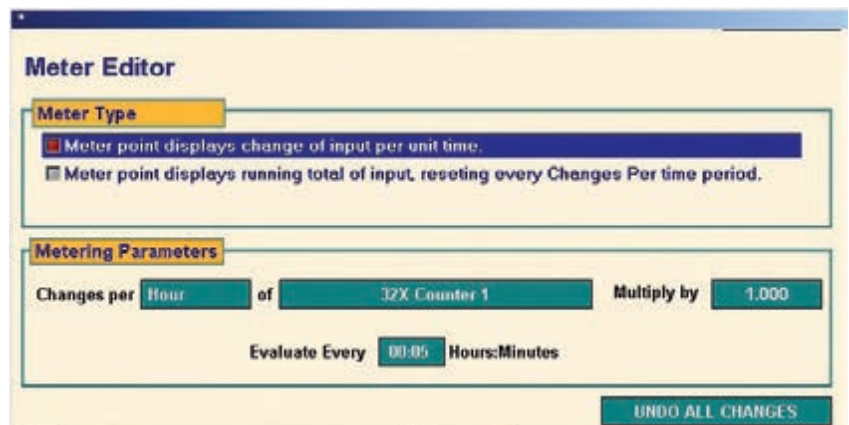 Meter Editor
Meter Type
Meter point displays change of input per unit time.
Meter point displays running total of input, reseting every Changes Per time period.
Metering Parameters
Changes per Hour of 32X Counter 1 Multiply by 1.000
Evaluate Every 00:05 Hours:Minutes
UNDO ALL CHANGES